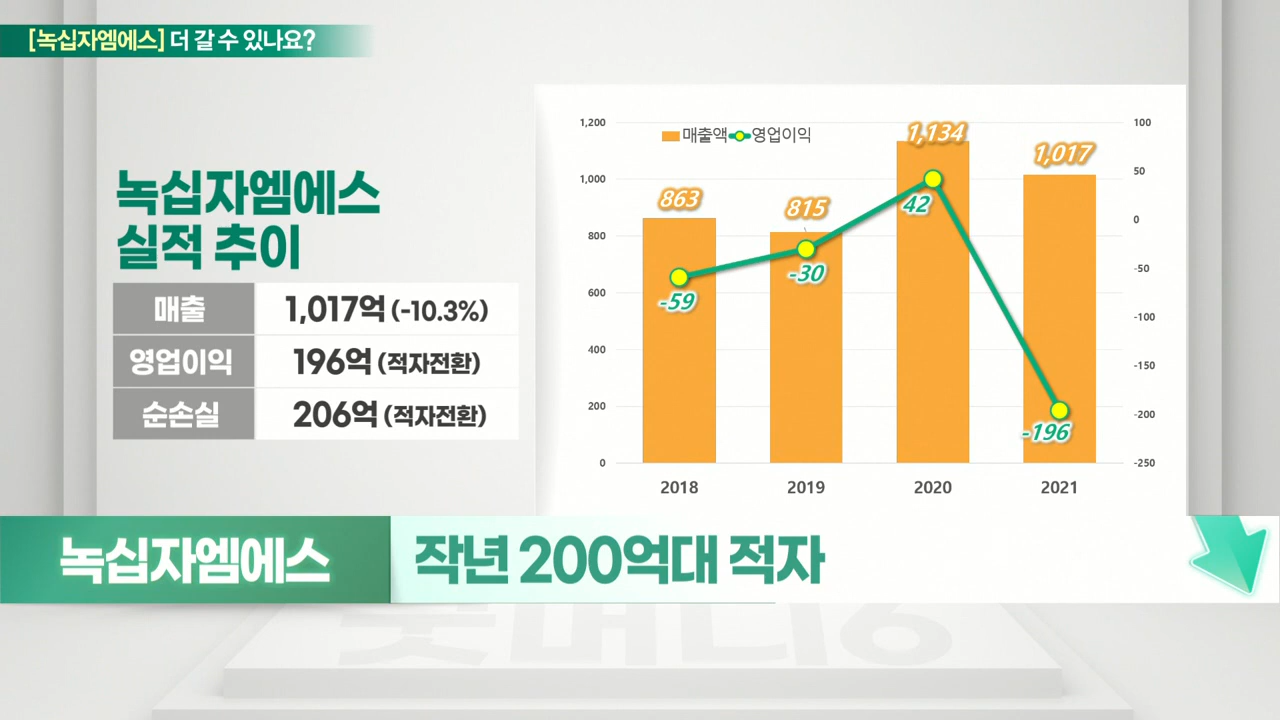 [녹십자엠에스] 더 갈 수 있나요?
녹십자엠에스
실적 추이
매출 1,017억 (-10.3%)
영업이익 196억 (적자전환)
순손실 206억 (적자전환)
매출액 영업이익
1,200
1,000
800
600
400
200
0
100
50
0
-50
-100
-150
-200
-250
863
815
1,134
1,017
-59
-30
42
-196
2018 2019 2020 2021
녹십자엠에스 작년 200억대 적자